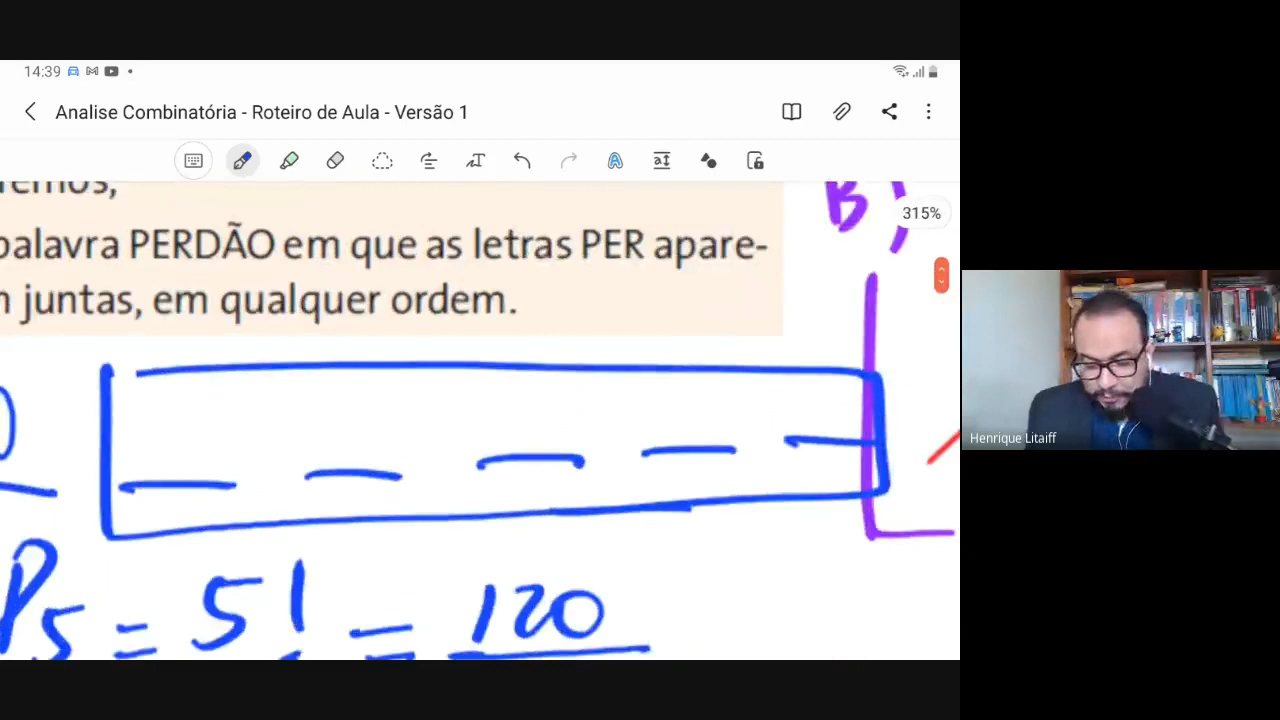 14:39
Analise Combinatória - Roteiro de Aula - Versão 1
315%
B)
palavra PERDÃO em que as letras PER apare-
juntas, em qualquer ordem.
P5 = 5! = 120
Henrique Litaiff